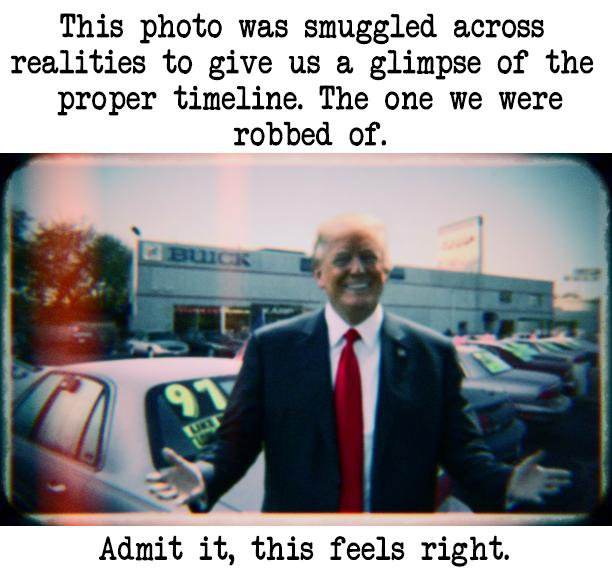 This photo was smuggled across
realities to give us a glimpse of the
proper timeline. The one we were
robbed of.
BUICK
97
LIKE
Admit it, this feels right.